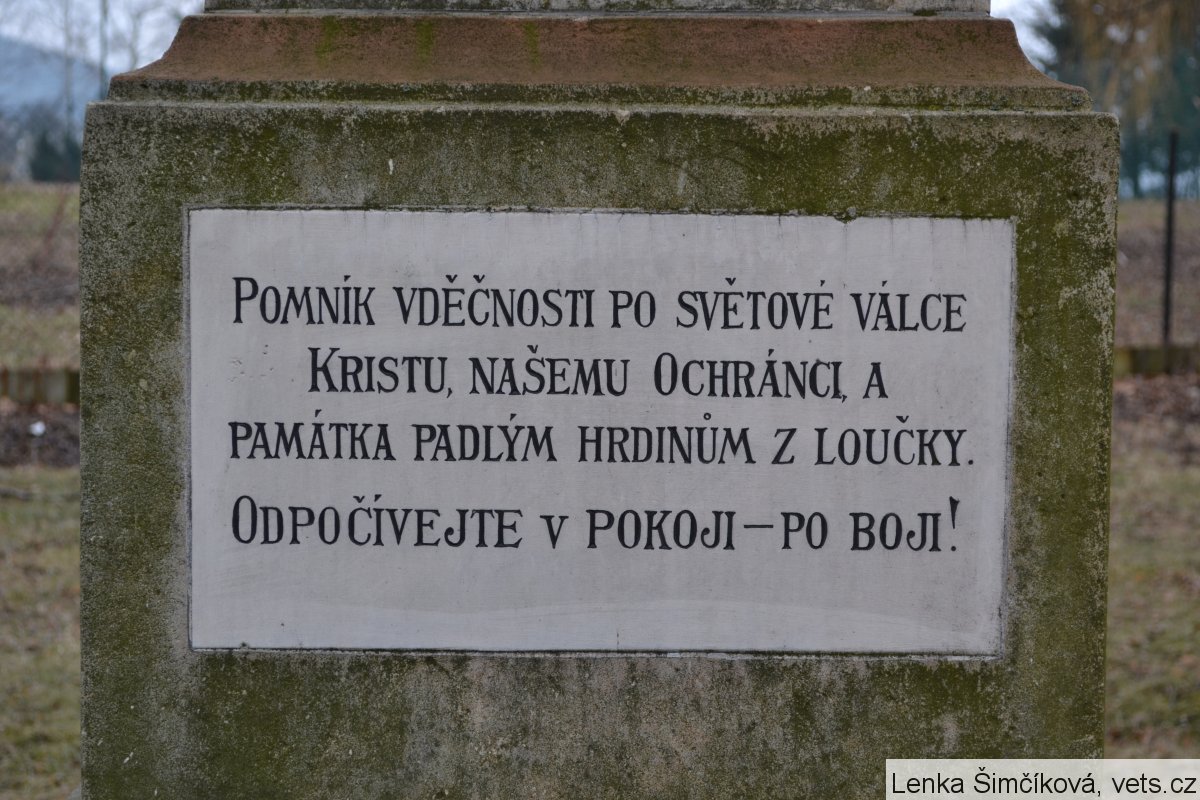 Pomník vděčnosti po světové válce
Kristu, našemu Ochránci, a
památka padlým hrdinům z Loučky.
Odpočívejte v pokoji – po boji!
Lenka Šimčíková, vets.cz